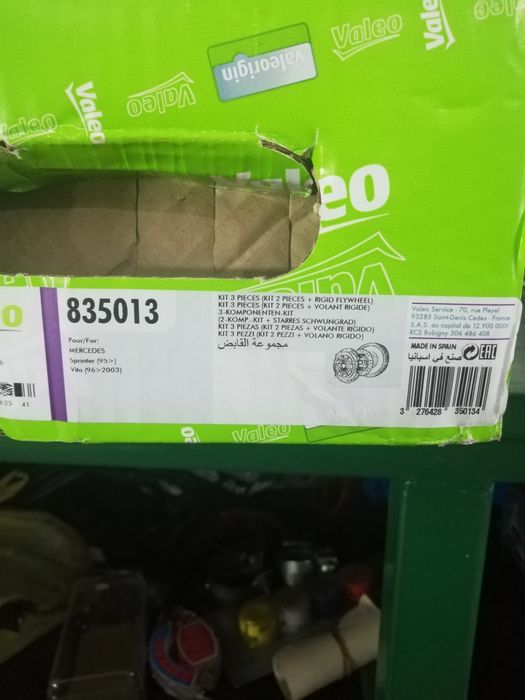 Valeo
Valeo
valeorigin
Valeo
Valeo
Valeo
Valeo
835013
Pour/For:
MERCEDES
Sprinter (95>)
Vito (96>2003)
KIT 3 PIECES (KIT 2 PIECES + RIGID FLYWHEEL)
KIT 3 PIECES (KIT 2 PIECES + VOLANT RIGIDE)
3-KOMPONENTEN-KIT
(2-KOMP. -KIT + STARRES SCHWUNGRAD)
KIT 3 PIEZAS (KIT 2 PIEZAS + VOLANTE RIGIDO)
KIT 3 PEZZI (KIT 2 PEZZI + VOLANO RIGIDO)
مجموعة القابض
Valeo Service - 70, rue Pleyel
93285 Saint-Denis Cedex - France
S.A.S. au capital de 12 900 000€
RCS Bobigny 306 486 408
MADE IN SPAIN
صنع في اسبانيا
EAC
3 276428 350134
41
Valeo